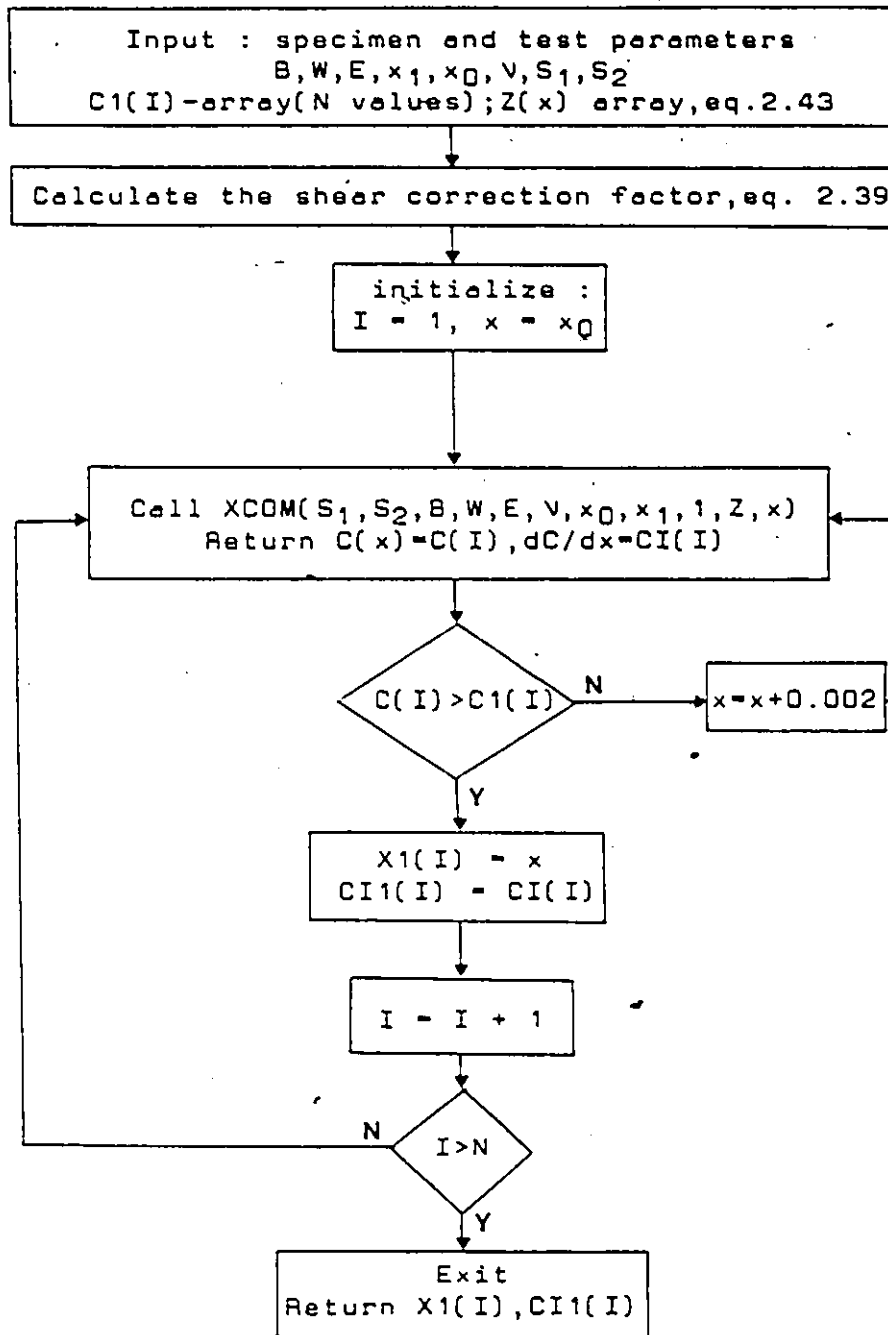 Input : specimen and test parameters
B,W,E,x₁,x₀,V,S₁,S₂
C1(I)-array(N values);Z(x) array,eq.2.43
Calculate the shear correction factor,eq. 2.39
initialize :
I = 1, x = x₀
Call XCOM(S₁,S₂,B,W,E,V,x₀,x₁,1,Z,x)
Return C(x)=C(I),dC/dx=CI(I)
C(I)>C1(I)
N
x=x+0.002
Y
X1(I) = x
CI1(I) = CI(I)
I = I + 1
N
I>N
Y
Exit
Return X1(I),CI1(I)